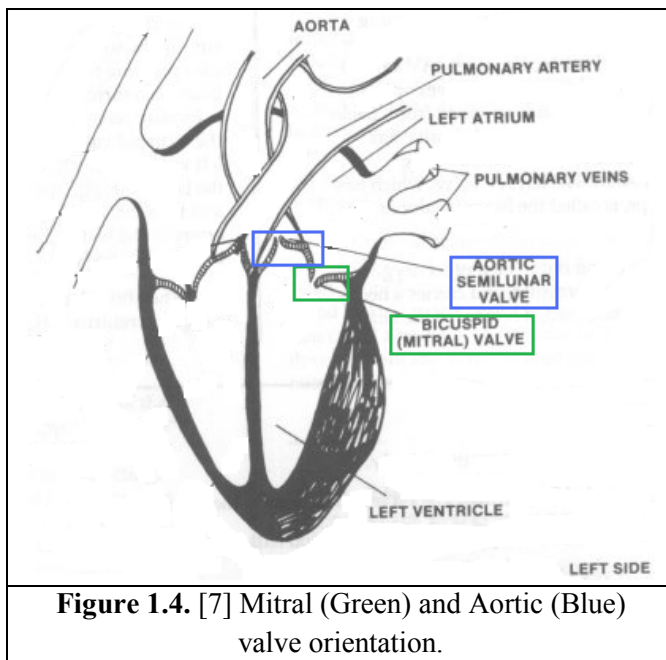 AORTA
PULMONARY ARTERY
LEFT ATRIUM
PULMONARY VEINS
AORTIC
SEMILUNAR
VALVE
BICUSPID
(MITRAL) VALVE
LEFT VENTRICLE
LEFT SIDE
Figure 1.4. [7] Mitral (Green) and Aortic (Blue)
valve orientation.